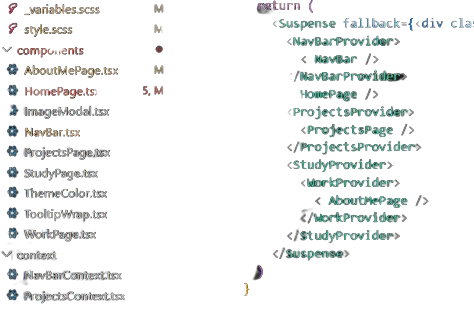 _variables.scss M
style.scss M
components
AboutMePage.tsx M
HomePage.tsx 5, M
ImageModal.tsx
NavBar.tsx
ProjectsPage.tsx
StudyPage.tsx
ThemeColor.tsx
TooltipWrap.tsx
WorkPage.tsx
context
NavBarContext.tsx
ProjectsContext.tsx
return (
<Suspense fallback={<div clas
<NavBarProvider>
< NavBar />
</NavBarProvider>
HomePage />
<ProjectsProvider>
<ProjectsPage />
</ProjectsProvider>
<StudyProvider>
<WorkProvider>
< AboutMePage />
</WorkProvider>
</StudyProvider>
</Suspense>
)
}